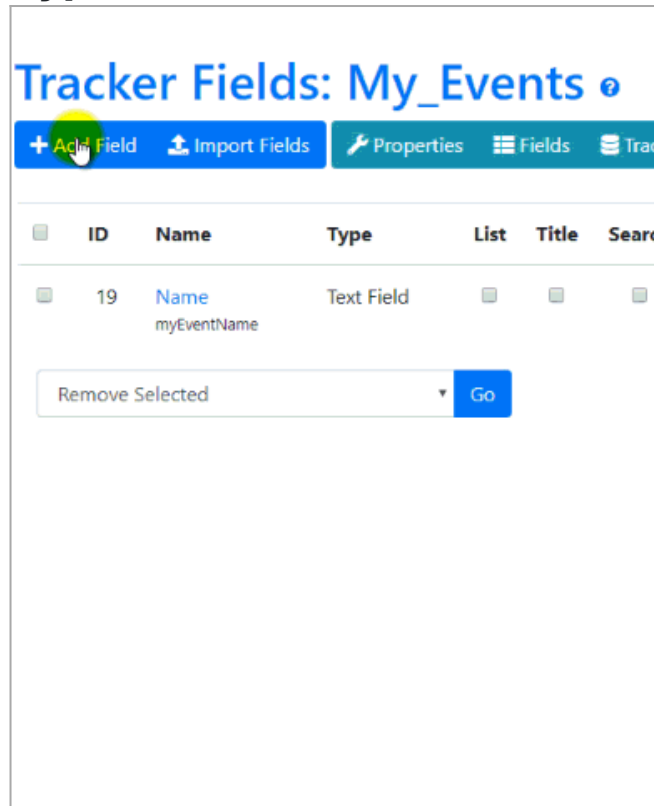 Tracker Fields: My_Events
Add Field Import Fields Properties Fields
ID Name Type List Title
19 Name Text Field
myEventName
Remove Selected Go